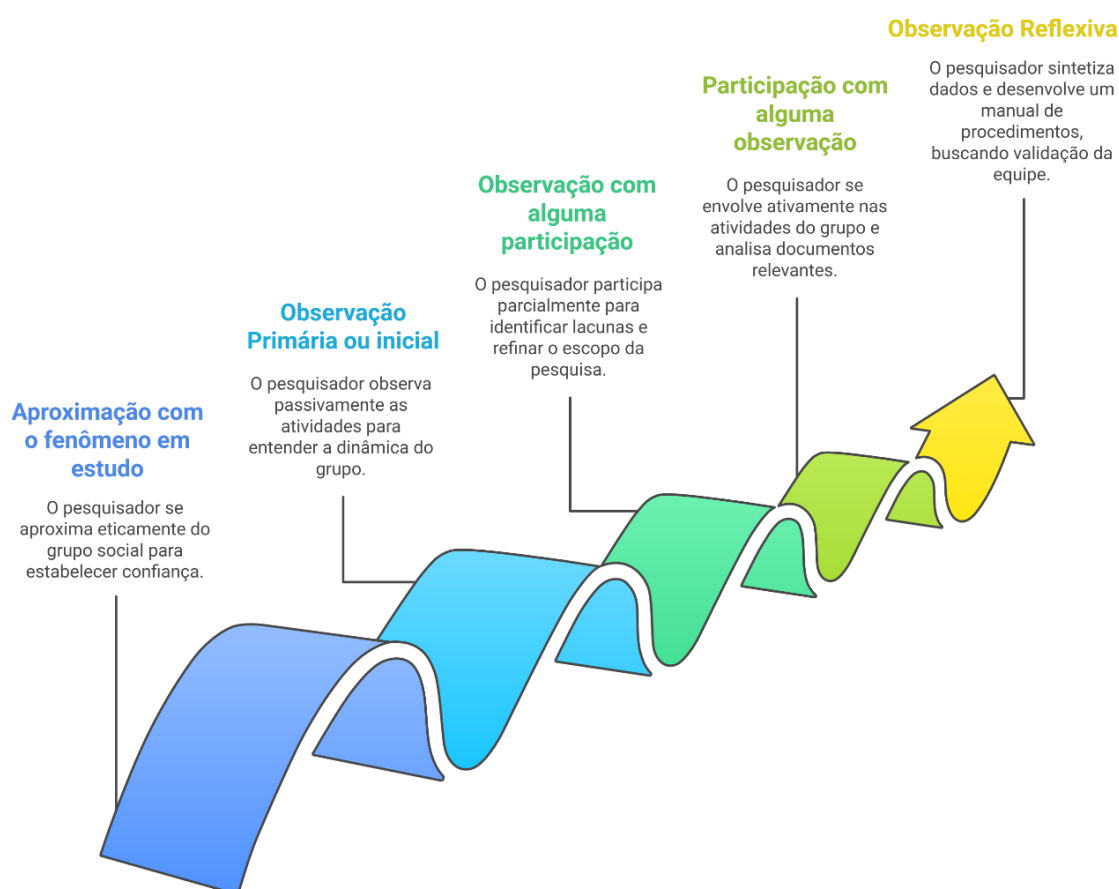 Aproximação com
o fenômeno em
estudo
O pesquisador se
aproxima eticamente do
grupo social para
estabelecer confiança.
Observação
Primária ou inicial
O pesquisador observa
passivamente as
atividades para
entender a dinâmica do
grupo.
Observação com
alguma
participação
O pesquisador participa
parcialmente para
identificar lacunas e
refinar o escopo da
pesquisa.
Participação com
alguma
observação
O pesquisador se
envolve ativamente nas
atividades do grupo e
analisa documentos
relevantes.
Observação Reflexiva
O pesquisador sintetiza
dados e desenvolve um
manual de
procedimentos,
buscando validação da
equipe.